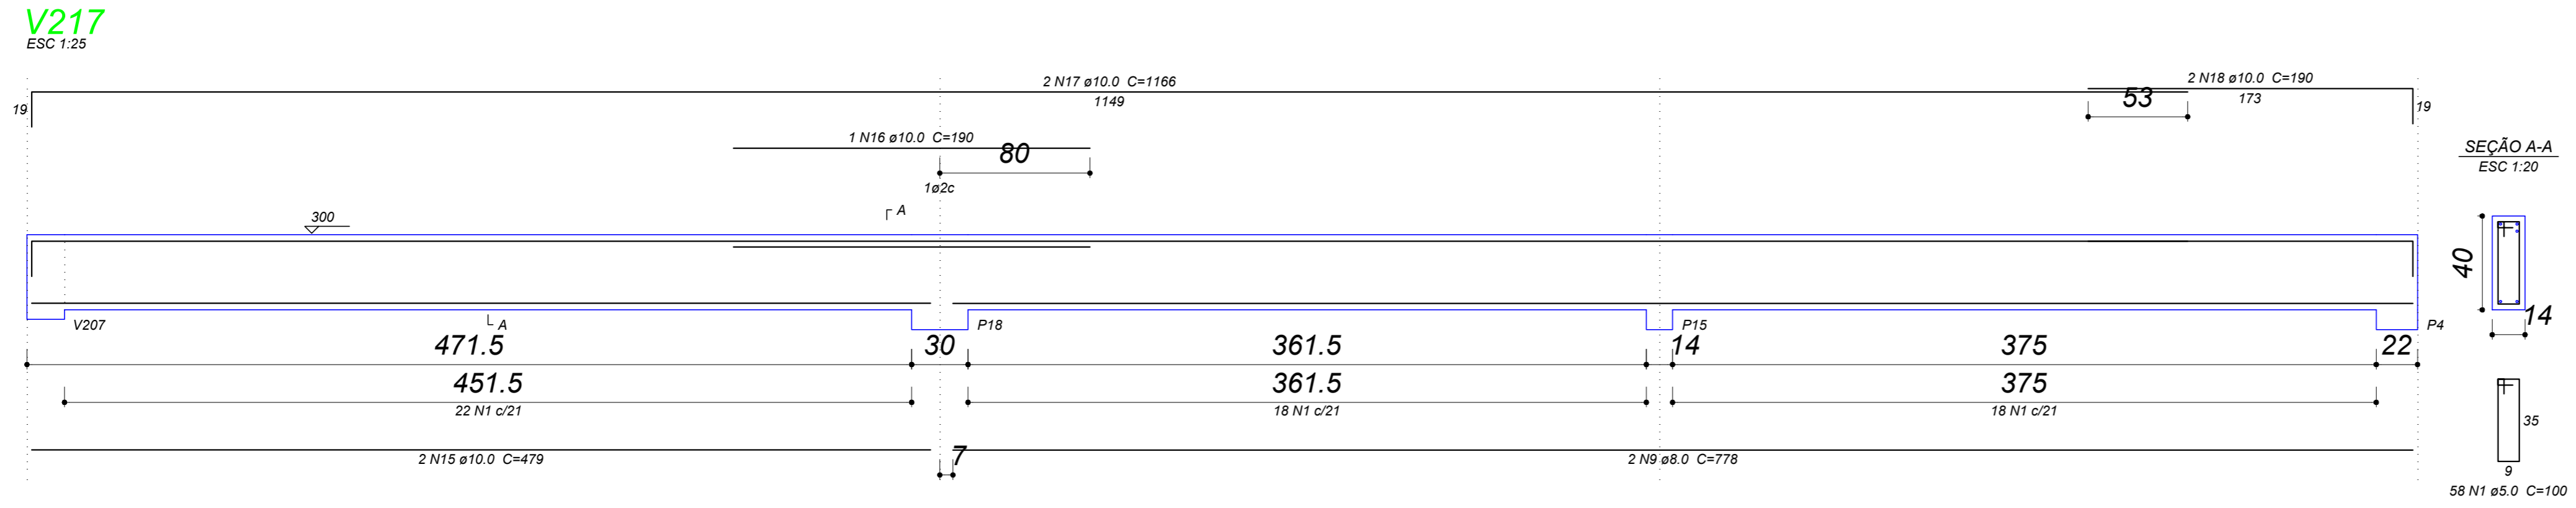 V217
ESC 1:25
2 N17 ø10.0 C=1166
1149
19
2 N18 ø10.0 C=190
53
173
19
1 N16 ø10.0 C=190
80
1ø2c
SEÇÃO A-A
ESC 1:20
A
300
40
14
V207
A
P18
P15
P4
471.5
30
361.5
14
375
22
451.5
361.5
375
22 N1 c/21
18 N1 c/21
18 N1 c/21
35
9
7
2 N15 ø10.0 C=479
2 N9 ø8.0 C=778
58 N1 ø5.0 C=100